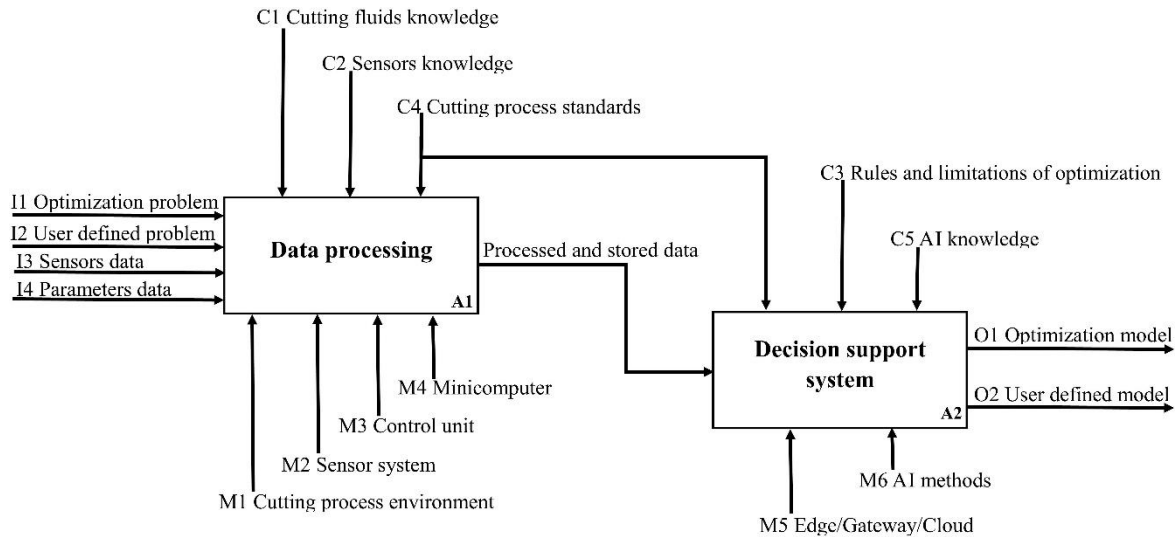 C1 Cutting fluids knowledge
C2 Sensors knowledge
C4 Cutting process standards
C3 Rules and limitations of optimization
C5 AI knowledge
I1 Optimization problem
I2 User defined problem
I3 Sensors data
I4 Parameters data
Data processing
A1
Processed and stored data
M4 Minicomputer
M3 Control unit
M2 Sensor system
M1 Cutting process environment
Decision support
system
A2
O1 Optimization model
O2 User defined model
M6 AI methods
M5 Edge/Gateway/Cloud